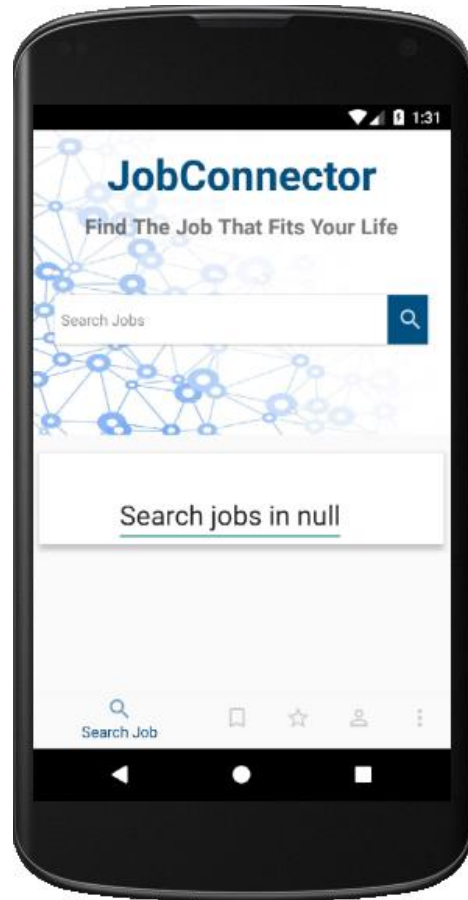 1:31
JobConnector
Find The Job That Fits Your Life
Search Jobs
Search jobs in null
Search Job